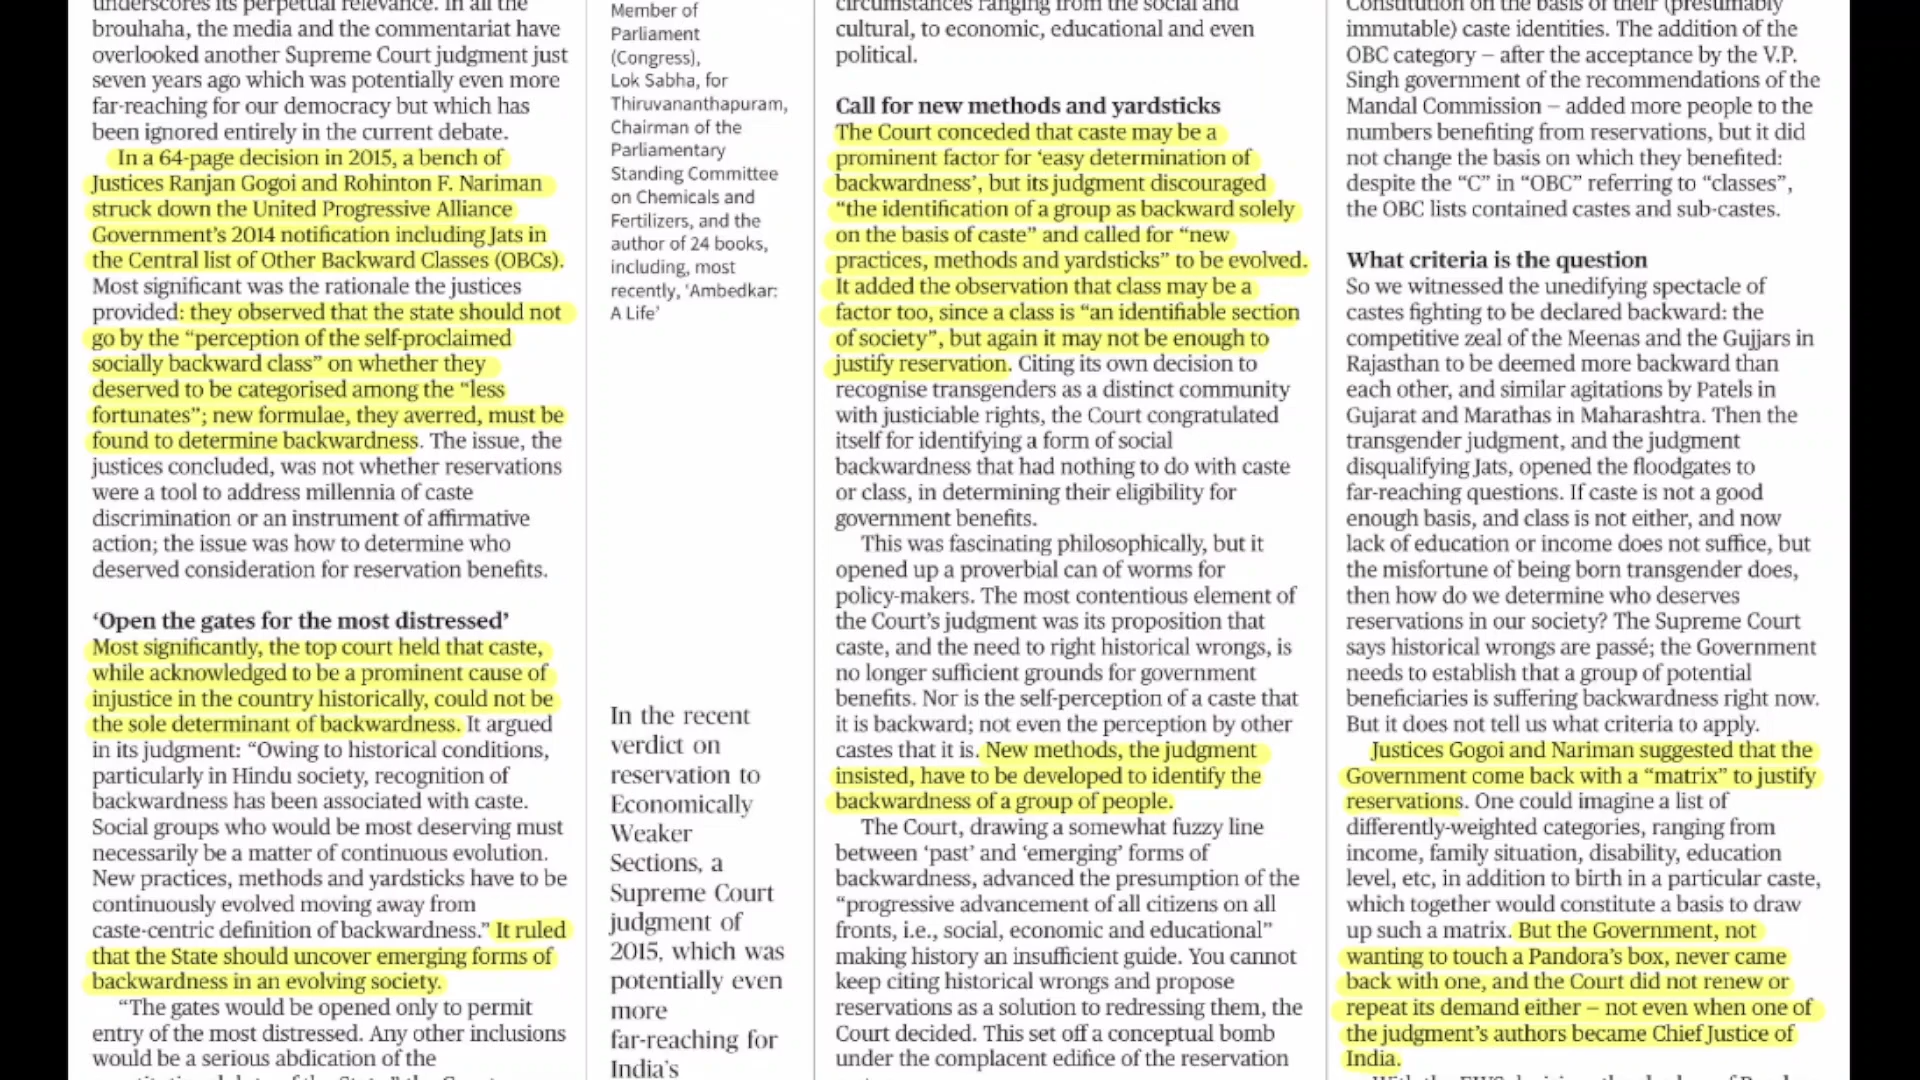 underscores its perpetual relevance. In all the
brouhaha, the media and the commentariat have
overlooked another Supreme Court judgment just
seven years ago which was potentially even more
far-reaching for our democracy but which has
been ignored entirely in the current debate.
In a 64-page decision in 2015, a bench of
Justices Ranjan Gogoi and Rohinton F. Nariman
struck down the United Progressive Alliance
Government's 2014 notification including Jats in
the Central list of Other Backward Classes (OBCs).
Most significant was the rationale the justices
provided: they observed that the state should not
go by the “perception of the self-proclaimed
socially backward class” on whether they
deserved to be categorised among the “less
fortunates”; new formulae, they averred, must be
found to determine backwardness. The issue, the
justices concluded, was not whether reservations
were a tool to address millennia of caste
discrimination or an instrument of affirmative
action; the issue was how to determine who
deserved consideration for reservation benefits.
‘Open the gates for the most distressed’
Most significantly, the top court held that caste,
while acknowledged to be a prominent cause of
injustice in the country historically, could not be
the sole determinant of backwardness. It argued
in its judgment: “Owing to historical conditions,
particularly in Hindu society, recognition of
backwardness has been associated with caste.
Social groups who would be most deserving must
necessarily be a matter of continuous evolution.
New practices, methods and yardsticks have to be
continuously evolved moving away from
caste-centric definition of backwardness.” It ruled
that the State should uncover emerging forms of
backwardness in an evolving society.
“The gates would be opened only to permit
entry of the most distressed. Any other inclusions
would be a serious abdication of the
Member of
Parliament
(Congress),
Lok Sabha, for
Thiruvananthapuram,
Chairman of the
Parliamentary
Standing Committee
on Chemicals and
Fertilizers, and the
author of 24 books,
including, most
recently, ‘Ambedkar:
A Life’
In the recent
verdict on
reservation to
Economically
Weaker
Sections, a
Supreme Court
judgment of
2015, which was
potentially even
more
far-reaching for
India's
circumstances ranging from the social and
cultural, to economic, educational and even
political.
Call for new methods and yardsticks
The Court conceded that caste may be a
prominent factor for ‘easy determination of
backwardness’, but its judgment discouraged
“the identification of a group as backward solely
on the basis of caste” and called for “new
practices, methods and yardsticks” to be evolved.
It added the observation that class may be a
factor too, since a class is “an identifiable section
of society”, but again it may not be enough to
justify reservation. Citing its own decision to
recognise transgenders as a distinct community
with justiciable rights, the Court congratulated
itself for identifying a form of social
backwardness that had nothing to do with caste
or class, in determining their eligibility for
government benefits.
This was fascinating philosophically, but it
opened up a proverbial can of worms for
policy-makers. The most contentious element of
the Court's judgment was its proposition that
caste, and the need to right historical wrongs, is
no longer sufficient grounds for government
benefits. Nor is the self-perception of a caste that
it is backward; not even the perception by other
castes that it is. New methods, the judgment
insisted, have to be developed to identify the
backwardness of a group of people.
The Court, drawing a somewhat fuzzy line
between ‘past’ and ‘emerging’ forms of
backwardness, advanced the presumption of the
“progressive advancement of all citizens on all
fronts, i.e., social, economic and educational”
making history an insufficient guide. You cannot
keep citing historical wrongs and propose
reservations as a solution to redressing them, the
Court decided. This set off a conceptual bomb
under the complacent edifice of the reservation
Constitution on the basis of their (presumably
immutable) caste identities. The addition of the
OBC category – after the acceptance by the V.P.
Singh government of the recommendations of the
Mandal Commission – added more people to the
numbers benefiting from reservations, but it did
not change the basis on which they benefited:
despite the “C” in “OBC” referring to “classes”,
the OBC lists contained castes and sub-castes.
What criteria is the question
So we witnessed the unedifying spectacle of
castes fighting to be declared backward: the
competitive zeal of the Meenas and the Gujjars in
Rajasthan to be deemed more backward than
each other, and similar agitations by Patels in
Gujarat and Marathas in Maharashtra. Then the
transgender judgment, and the judgment
disqualifying Jats, opened the floodgates to
far-reaching questions. If caste is not a good
enough basis, and class is not either, and now
lack of education or income does not suffice, but
the misfortune of being born transgender does,
then how do we determine who deserves
reservations in our society? The Supreme Court
says historical wrongs are passé; the Government
needs to establish that a group of potential
beneficiaries is suffering backwardness right now.
But it does not tell us what criteria to apply.
Justices Gogoi and Nariman suggested that the
Government come back with a “matrix” to justify
reservations. One could imagine a list of
differently-weighted categories, ranging from
income, family situation, disability, education
level, etc, in addition to birth in a particular caste,
which together would constitute a basis to draw
up such a matrix. But the Government, not
wanting to touch a Pandora's box, never came
back with one, and the Court did not renew or
repeat its demand either – not even when one of
the judgment's authors became Chief Justice of
India.